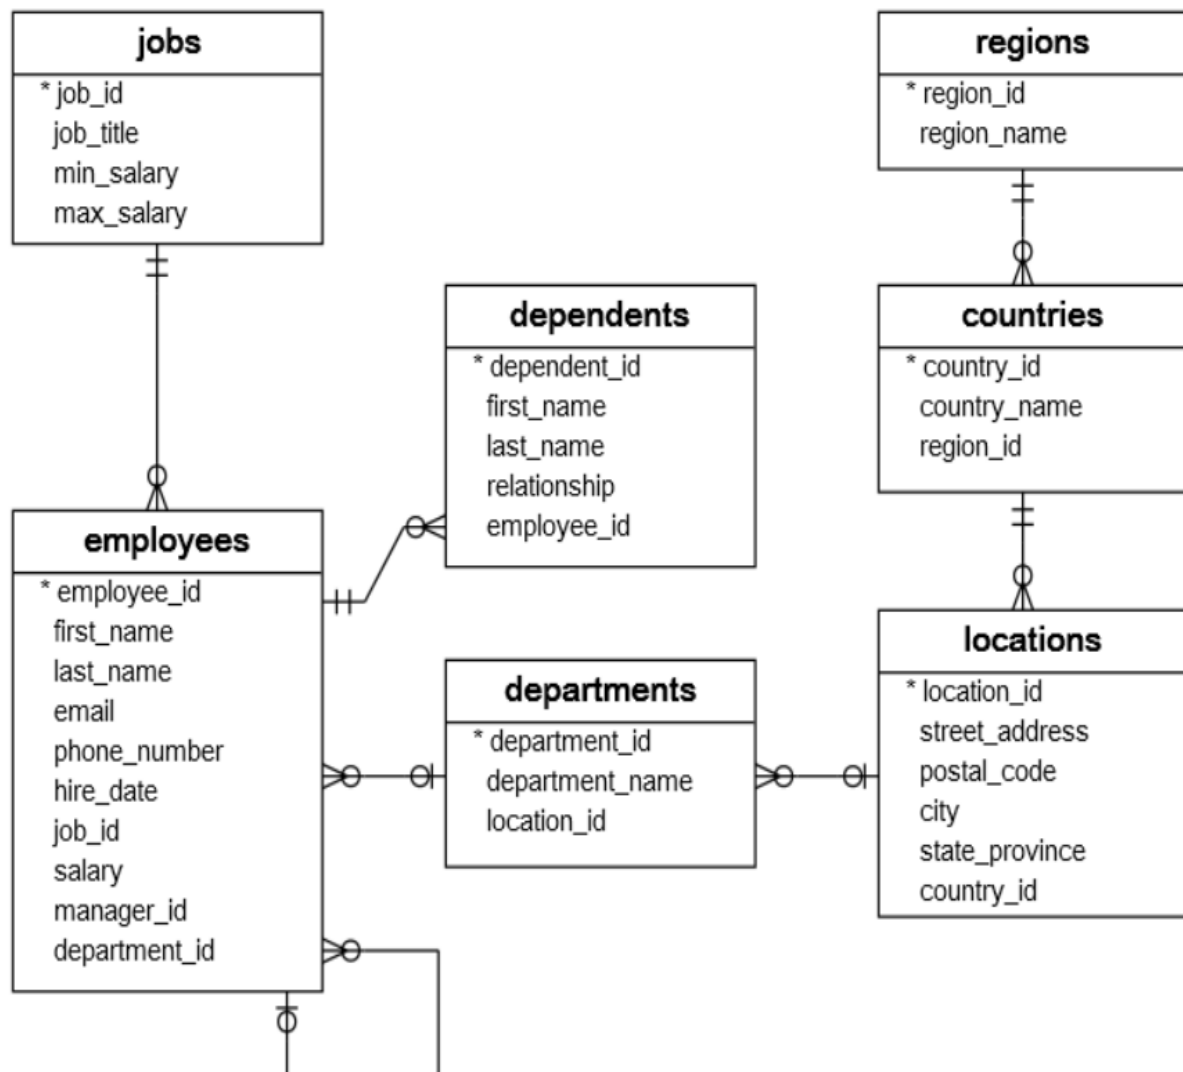 jobs
* job_id
job_title
min_salary
max_salary
regions
* region_id
region_name
dependents
* dependent_id
first_name
last_name
relationship
employee_id
countries
* country_id
country_name
region_id
employees
* employee_id
first_name
last_name
email
phone_number
hire_date
job_id
salary
manager_id
department_id
departments
* department_id
department_name
location_id
locations
* location_id
street_address
postal_code
city
state_province
country_id